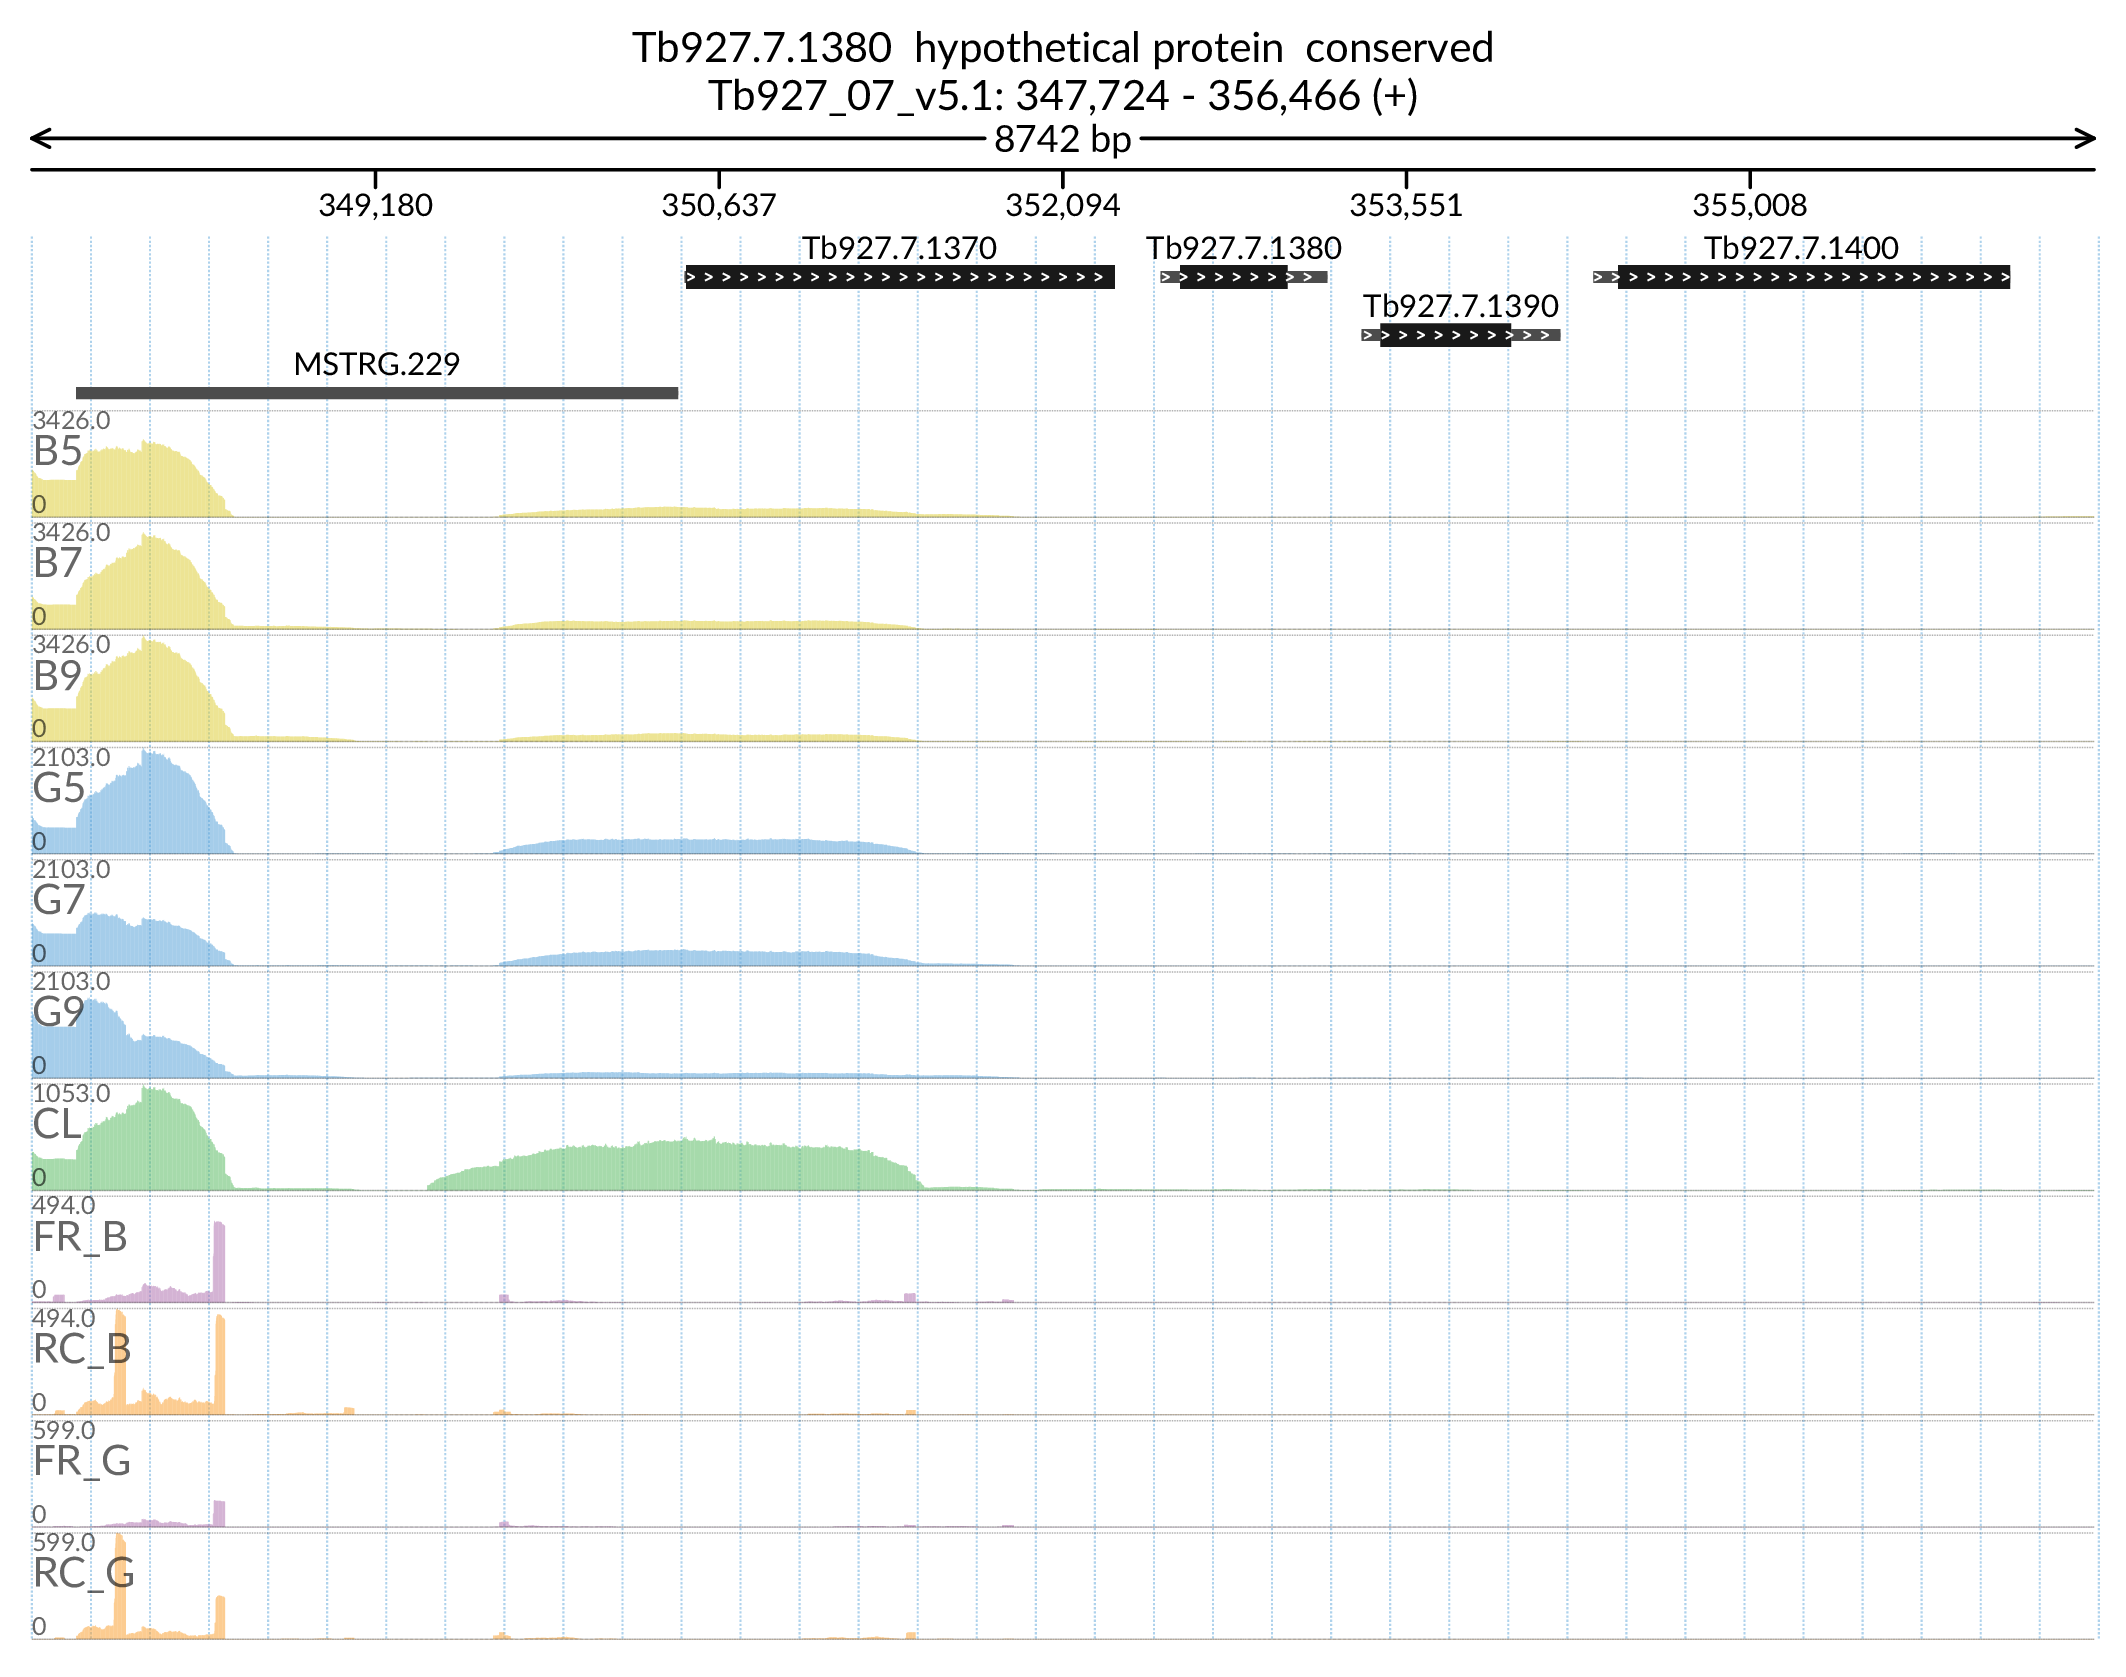 Tb927.7.1380  hypothetical protein  conserved
Tb927_07_v5.1: 347,724 - 356,466 (+)
8742 bp
349,180 350,637 352,094 353,551 355,008
Tb927.7.1370 Tb927.7.1380 Tb927.7.1400
Tb927.7.1390
MSTRG.229
3426.0
B5
0
3426.0
B7
0
3426.0
B9
0
2103.0
G5
0
2103.0
G7
0
2103.0
G9
0
1053.0
CL
0
494.0
FR_B
0
494.0
RC_B
0
599.0
FR_G
0
599.0
RC_G
0